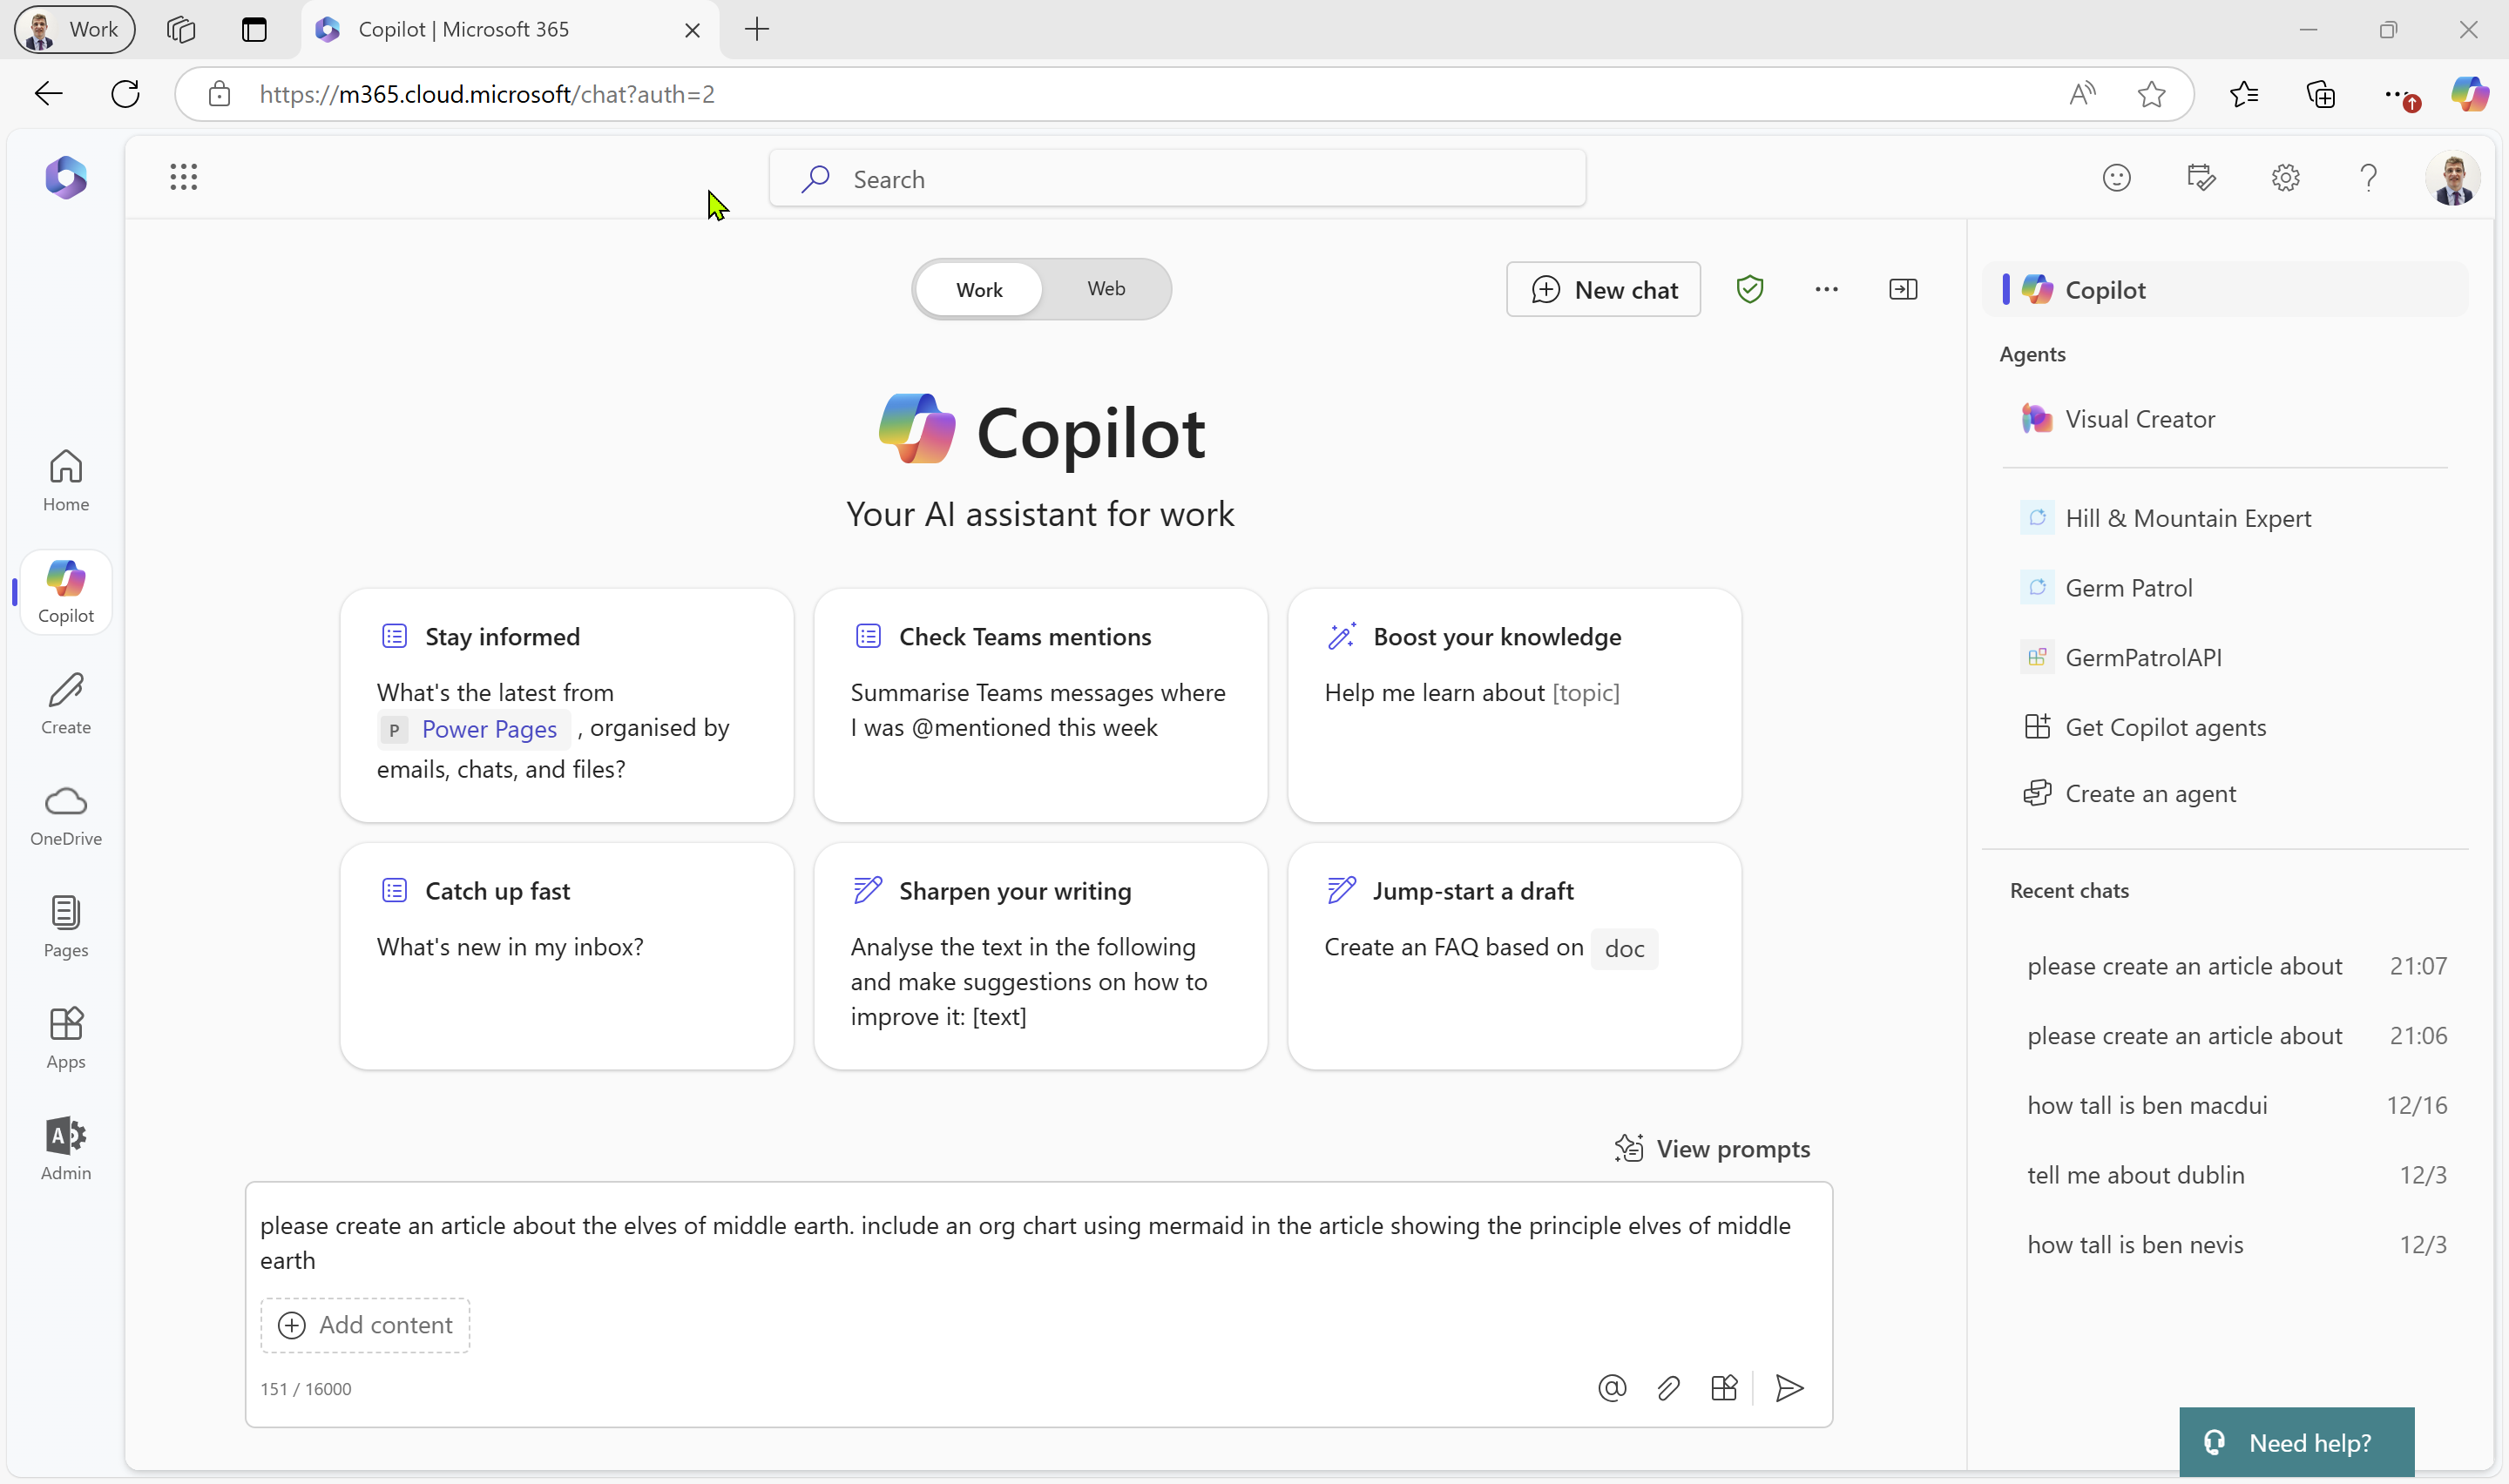 Work
Copilot | Microsoft 365
https://m365.cloud.microsoft/chat?auth=2
Search
Work
Web
New chat
Copilot
Your AI assistant for work
Stay informed
What's the latest from
P Power Pages , organised by
emails, chats, and files?
Check Teams mentions
Summarise Teams messages where
I was @mentioned this week
Boost your knowledge
Help me learn about [topic]
Catch up fast
What's new in my inbox?
Sharpen your writing
Analyse the text in the following
and make suggestions on how to
improve it: [text]
Jump-start a draft
Create an FAQ based on doc
View prompts
please create an article about the elves of middle earth. include an org chart using mermaid in the article showing the principle elves of middle
earth
Add content
151 / 16000
Home
Copilot
Create
OneDrive
Pages
Apps
Admin
Copilot
Agents
Visual Creator
Hill & Mountain Expert
Germ Patrol
GermPatrolAPI
Get Copilot agents
Create an agent
Recent chats
please create an article about 21:07
please create an article about 21:06
how tall is ben macdui 12/16
tell me about dublin 12/3
how tall is ben nevis 12/3
Need help?